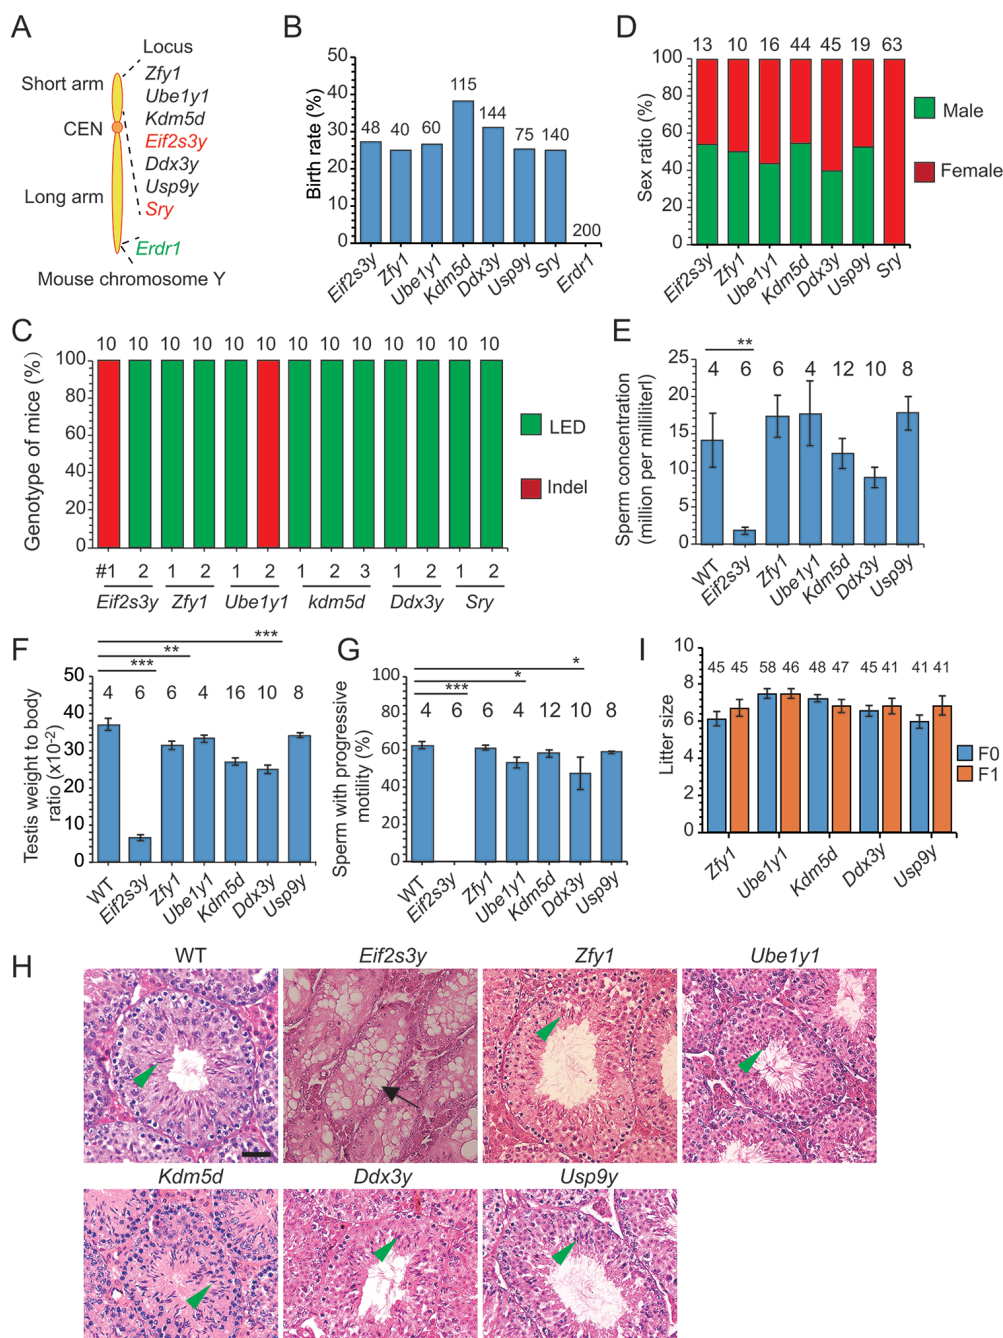 A
Locus
Short arm
CEN
Long arm
Zfy1
Ube1y1
Kdm5d
Eif2s3y
Ddx3y
Usp9y
Sry
Erdr1
Mouse chromosome Y
B
Birth rate (%)
50
40
30
20
10
0
48 40 60 115 144 75 140 200
Eif2s3y Zfy1 Ube1y1 Kdm5d Ddx3y Usp9y Sry Erdr1
D
Sex ratio (%)
13 10 16 44 45 19 63
100
80
60
40
20
0
Eif2s3y Zfy1 Ube1y1 Kdm5d Ddx3y Usp9y Sry
Male
Female
C
Genotype of mice (%)
10 10 10 10 10 10 10 10 10 10 10 10 10
100
80
60
40
20
0
#1 2 1 2 1 2 1 2 3 1 2 1 2
Eif2s3y Zfy1 Ube1y1 kdm5d Ddx3y Sry
LED
Indel
E
Sperm concentration
(million per milliliterl)
25
20
15
10
5
0
**
4 6 6 4 12 10 8
WT Eif2s3y Zfy1 Ube1y1 Kdm5d Ddx3y Usp9y
F
Testis weight to body
ratio (x10-2)
50
40
30
20
10
0
***
**
***
4 6 6 4 16 10 8
WT Eif2s3y Zfy1 Ube1y1 Kdm5d Ddx3y Usp9y
G
Sperm with progressive
motility (%)
100
80
60
40
20
0
*
*
***
4 6 6 4 12 10 8
WT Eif2s3y Zfy1 Ube1y1 Kdm5d Ddx3y Usp9y
I
Litter size
10
8
6
4
2
0
45 45 58 46 48 47 45 41 41 41
Zfy1 Ube1y1 Kdm5d Ddx3y Usp9y
F0
F1
H
WT Eif2s3y Zfy1 Ube1y1
Kdm5d Ddx3y Usp9y